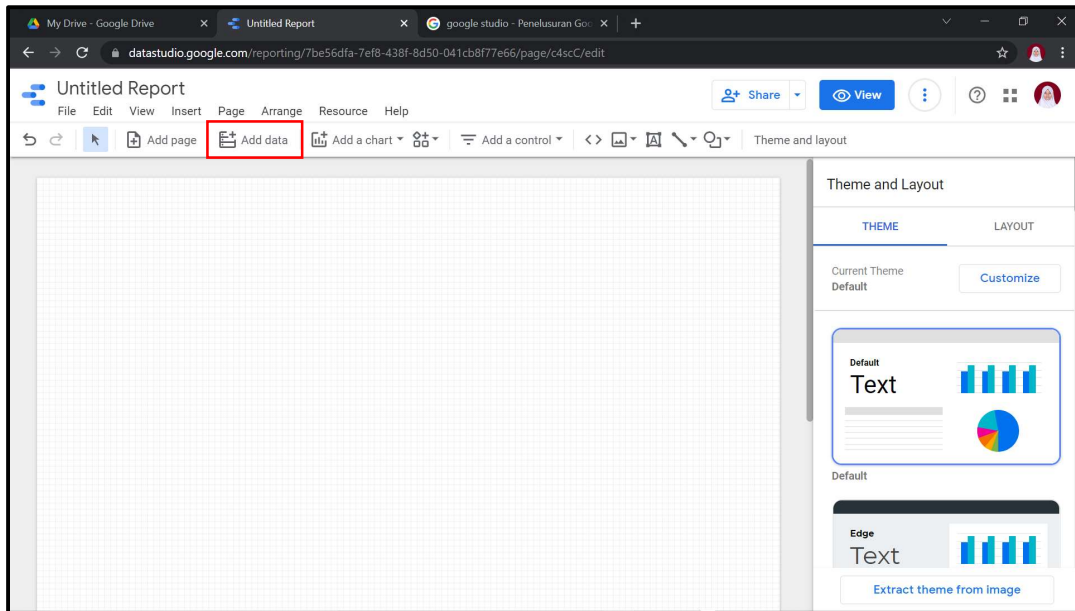 My Drive - Google Drive
Untitled Report
google studio - Penelusuran Goo
datastudio.google.com/reporting/7be56dfa-7ef8-438f-8d50-041cb8f77e66/page/c4scC/edit
Untitled Report
File Edit View Insert Page Arrange Resource Help
Share
View
Add page
Add data
Add a chart
Add a control
Theme and layout
Theme and Layout
THEME LAYOUT
Current Theme
Default
Customize
Default
Text
Default
Edge
Text
Extract theme from image